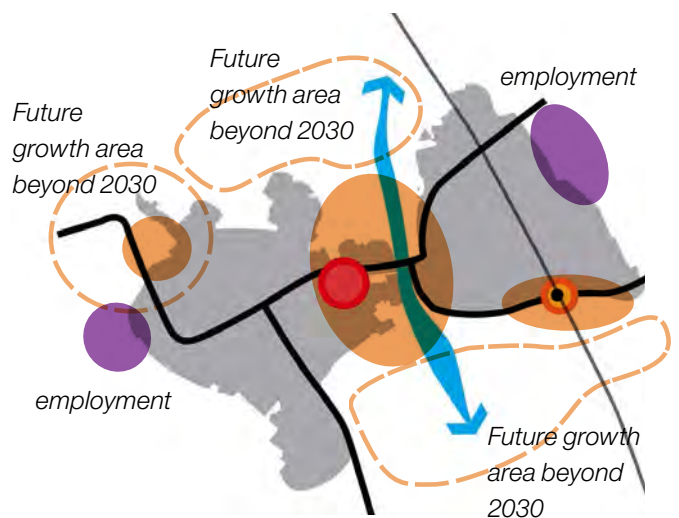 Future
growth area
beyond 2030
employment
Future
growth area
beyond 2030
employment
Future growth
area beyond
2030